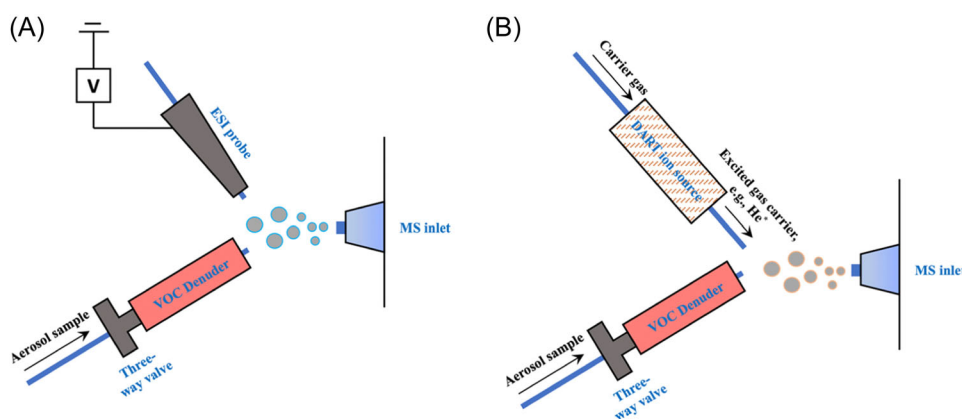 (A)
V
ESI probe
MS inlet
VOC Denuder
Aerosol sample
Three-
way valve
(B)
Carrier gas
DART ion source
Excited gas carrier,
e.g., He*
MS inlet
VOC Denuder
Aerosol sample
Three-
way valve